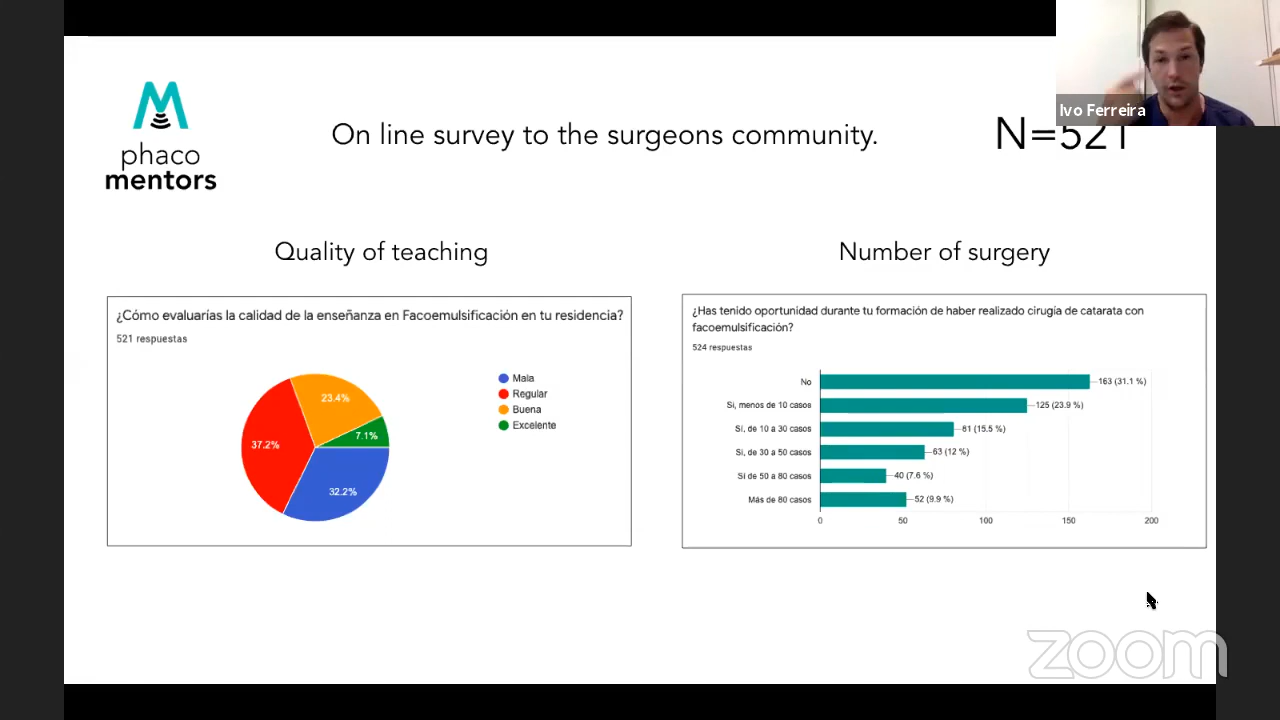 Ivo Ferreira
phaco
mentors
On line survey to the surgeons community.
N=521
Quality of teaching
¿Cómo evaluarías la calidad de la enseñanza en Facoemulsificación en tu residencia?
521 respuestas
23.4%
7.1%
37.2%
32.2%
Mala
Regular
Buena
Excelente
Number of surgery
¿Has tenido oportunidad durante tu formación de haber realizado cirugía de catarata con
facoemulsificación?
524 respuestas
No
163 (31.1 %)
Si, menos de 10 casos
125 (23.9 %)
Sí, de 10 a 30 casos
81 (15.5 %)
Sí, de 30 a 50 casos
63 (12 %)
Sí de 50 a 80 casos
40 (7.6 %)
Más de 80 casos
52 (9.9 %)
0 50 100 150 200
zoom